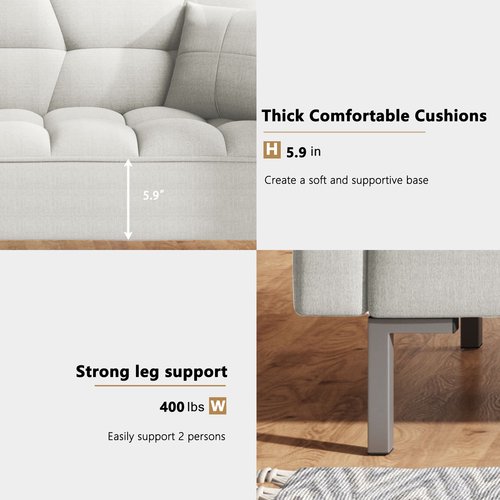 Thick Comfortable Cushions
H 5.9 in
Create a soft and supportive base
5.9"
Strong leg support
400 lbs W
Easily support 2 persons